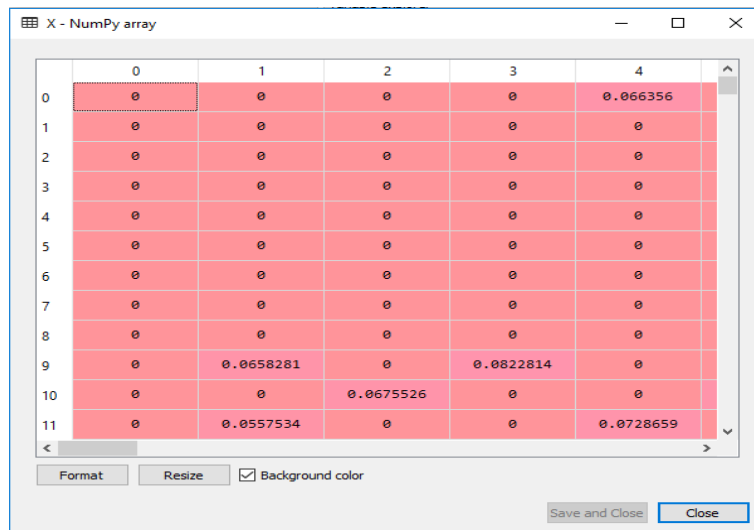 X - NumPy array
0 1 2 3 4
0 0 0 0 0 0.066356
1 0 0 0 0 0
2 0 0 0 0 0
3 0 0 0 0 0
4 0 0 0 0 0
5 0 0 0 0 0
6 0 0 0 0 0
7 0 0 0 0 0
8 0 0 0 0 0
9 0 0.0658281 0 0.0822814 0
10 0 0 0.0675526 0 0
11 0 0.0557534 0 0 0.0728659
Format Resize Background color
Save and Close Close